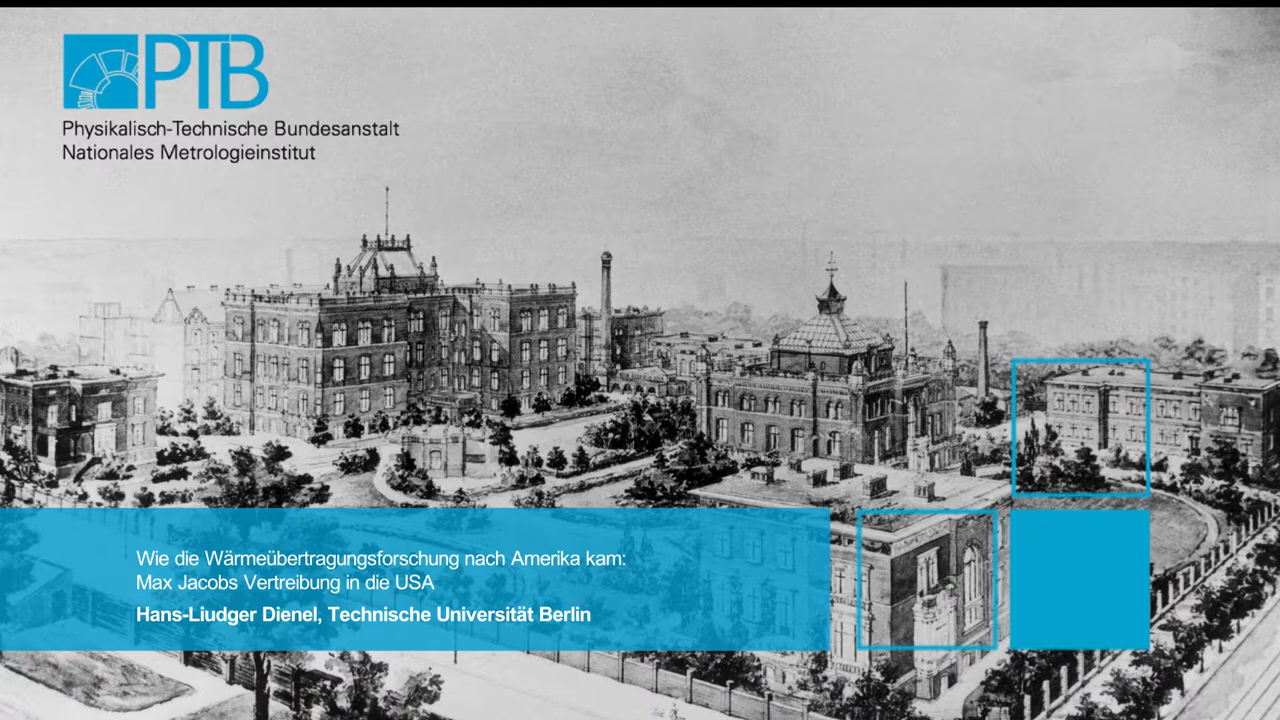 PTB
Physikalisch-Technische Bundesanstalt
Nationales Metrologieinstitut
Wie die Wärmeübertragungsforschung nach Amerika kam:
Max Jacobs Vertreibung in die USA
Hans-Liudger Dienel, Technische Universität Berlin